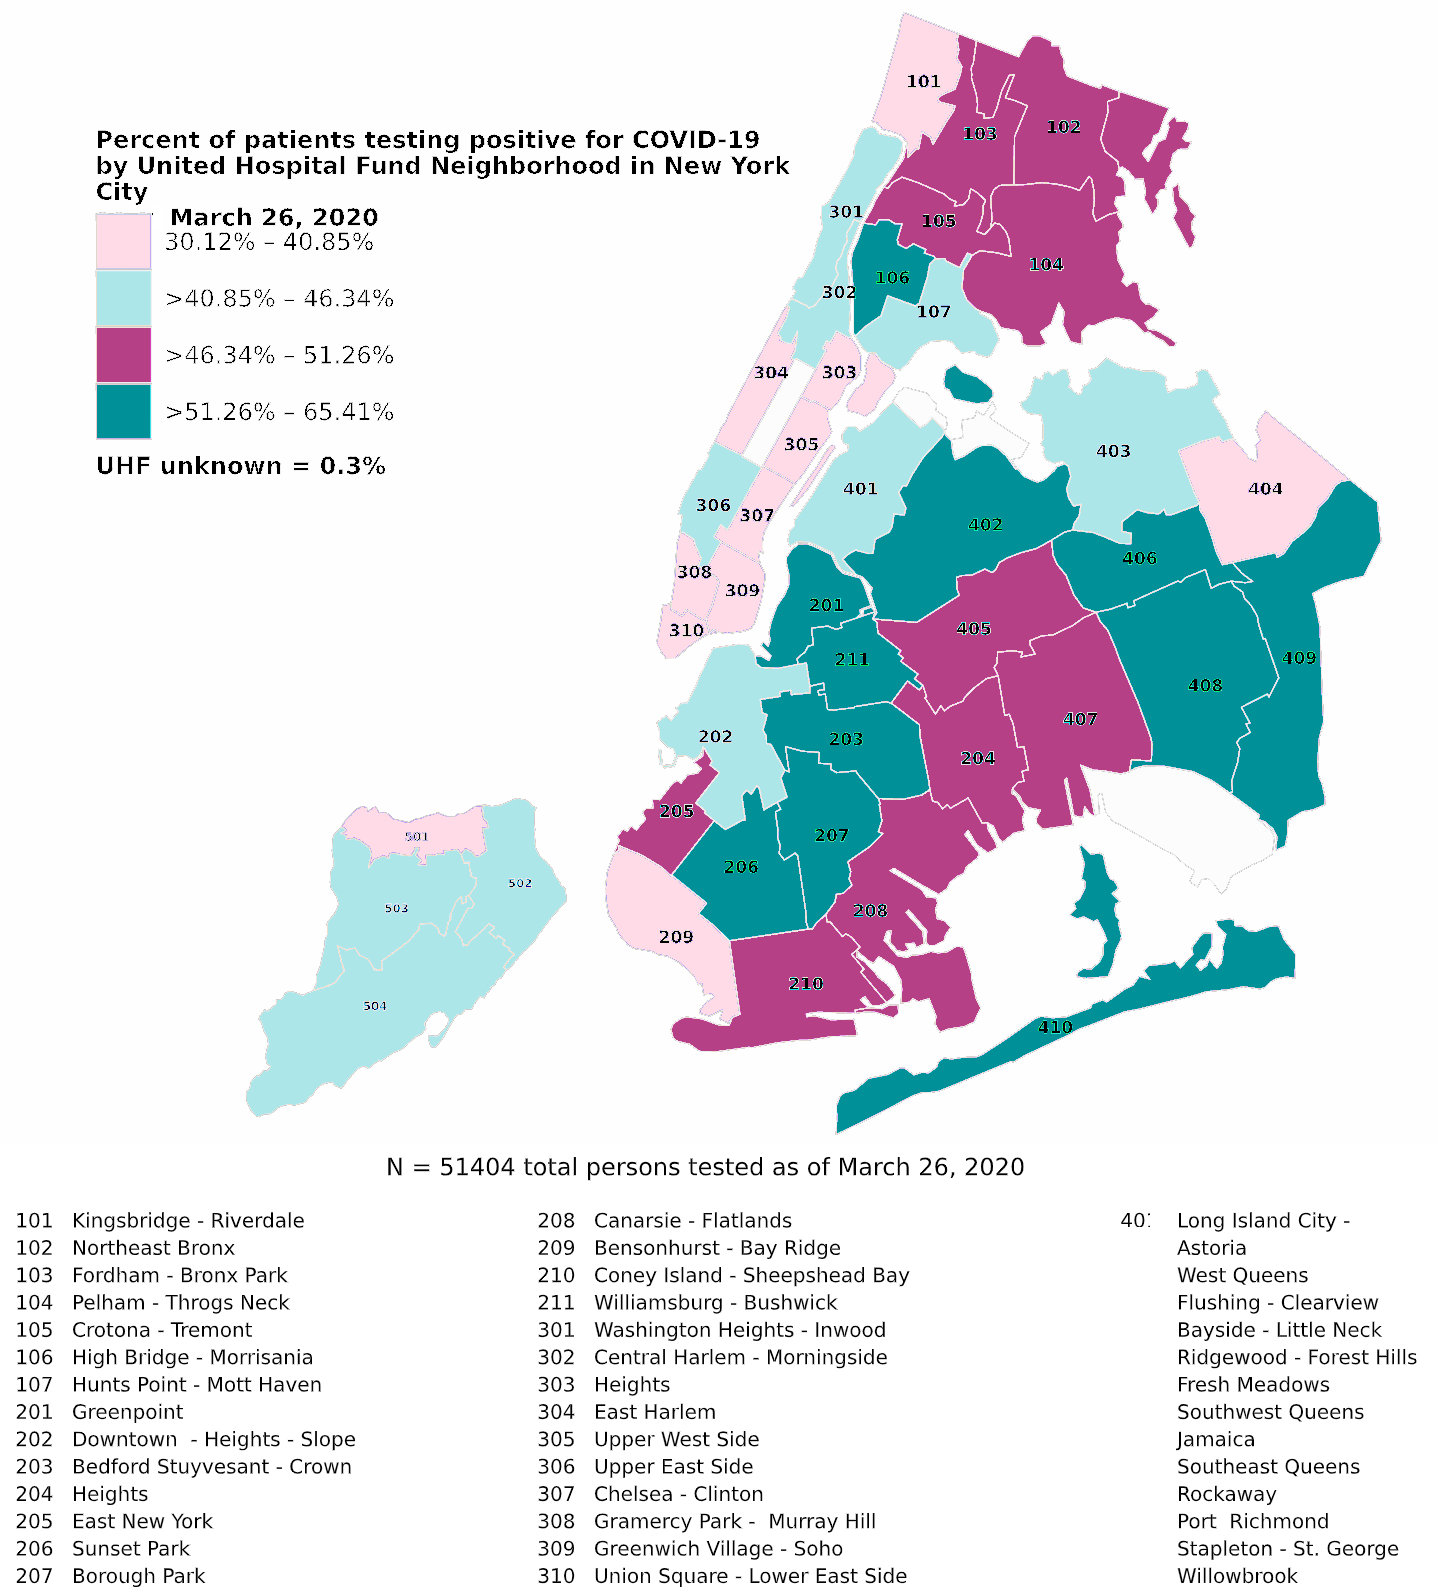 Percent of patients testing positive for COVID-19
by United Hospital Fund Neighborhood in New York
City
March 26, 2020
30.12% – 40.85%
>40.85% – 46.34%
>46.34% – 51.26%
>51.26% – 65.41%
UHF unknown = 0.3%
101
103
102
301
105
106
104
302
107
304
303
305
403
306
401
404
307
402
308
309
406
201
310
405
211
409
408
202
203
407
204
205
501
207
206
502
503
208
209
210
504
410
N = 51404 total persons tested as of March 26, 2020
101 Kingsbridge - Riverdale
102 Northeast Bronx
103 Fordham - Bronx Park
104 Pelham - Throgs Neck
105 Crotona - Tremont
106 High Bridge - Morrisania
107 Hunts Point - Mott Haven
201 Greenpoint
202 Downtown - Heights - Slope
203 Bedford Stuyvesant - Crown
204 Heights
205 East New York
206 Sunset Park
207 Borough Park
208 Canarsie - Flatlands
209 Bensonhurst - Bay Ridge
210 Coney Island - Sheepshead Bay
211 Williamsburg - Bushwick
301 Washington Heights - Inwood
302 Central Harlem - Morningside
303 Heights
304 East Harlem
305 Upper West Side
306 Upper East Side
307 Chelsea - Clinton
308 Gramercy Park - Murray Hill
309 Greenwich Village - Soho
310 Union Square - Lower East Side
Long Island City -
Astoria
West Queens
Flushing - Clearview
Bayside - Little Neck
Ridgewood - Forest Hills
Fresh Meadows
Southwest Queens
Jamaica
Southeast Queens
Rockaway
Port Richmond
Stapleton - St. George
Willowbrook